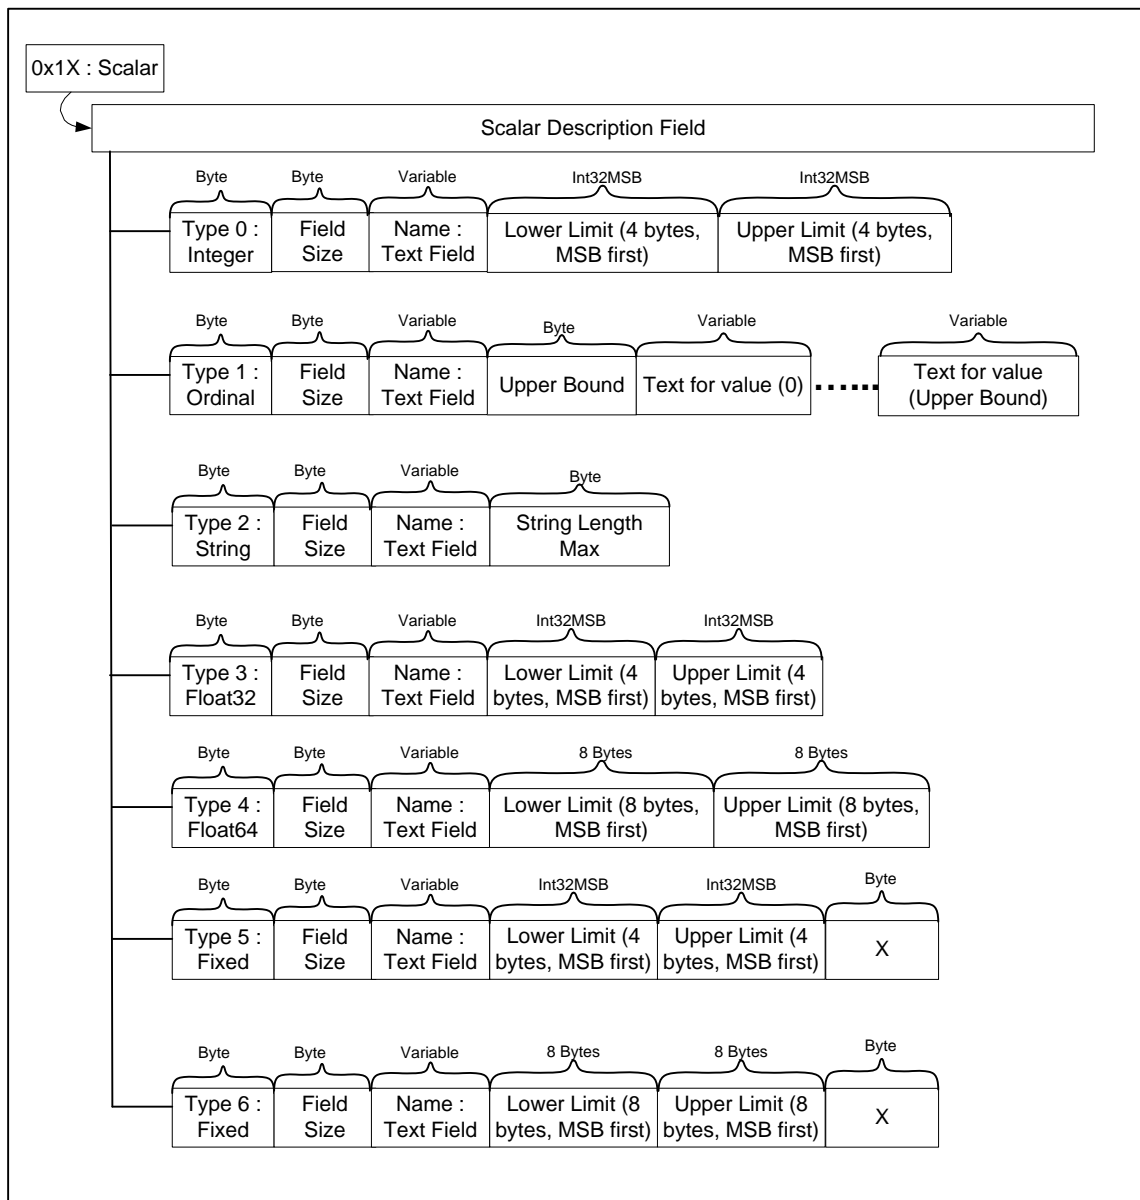 0x1X : Scalar
Scalar Description Field
Byte Byte Variable Int32MSB Int32MSB
Type 0 : Integer
Field Size
Name : Text Field
Lower Limit (4 bytes, MSB first)
Upper Limit (4 bytes, MSB first)
Byte Byte Variable Byte Variable Variable
Type 1 : Ordinal
Field Size
Name : Text Field
Upper Bound
Text for value (0)
......
Text for value (Upper Bound)
Byte Byte Variable Byte
Type 2 : String
Field Size
Name : Text Field
String Length Max
Byte Byte Variable Int32MSB Int32MSB
Type 3 : Float32
Field Size
Name : Text Field
Lower Limit (4 bytes, MSB first)
Upper Limit (4 bytes, MSB first)
Byte Byte Variable 8 Bytes 8 Bytes
Type 4 : Float64
Field Size
Name : Text Field
Lower Limit (8 bytes, MSB first)
Upper Limit (8 bytes, MSB first)
Byte Byte Variable Int32MSB Int32MSB Byte
Type 5 : Fixed
Field Size
Name : Text Field
Lower Limit (4 bytes, MSB first)
Upper Limit (4 bytes, MSB first)
X
Byte Byte Variable 8 Bytes 8 Bytes Byte
Type 6 : Fixed
Field Size
Name : Text Field
Lower Limit (8 bytes, MSB first)
Upper Limit (8 bytes, MSB first)
X